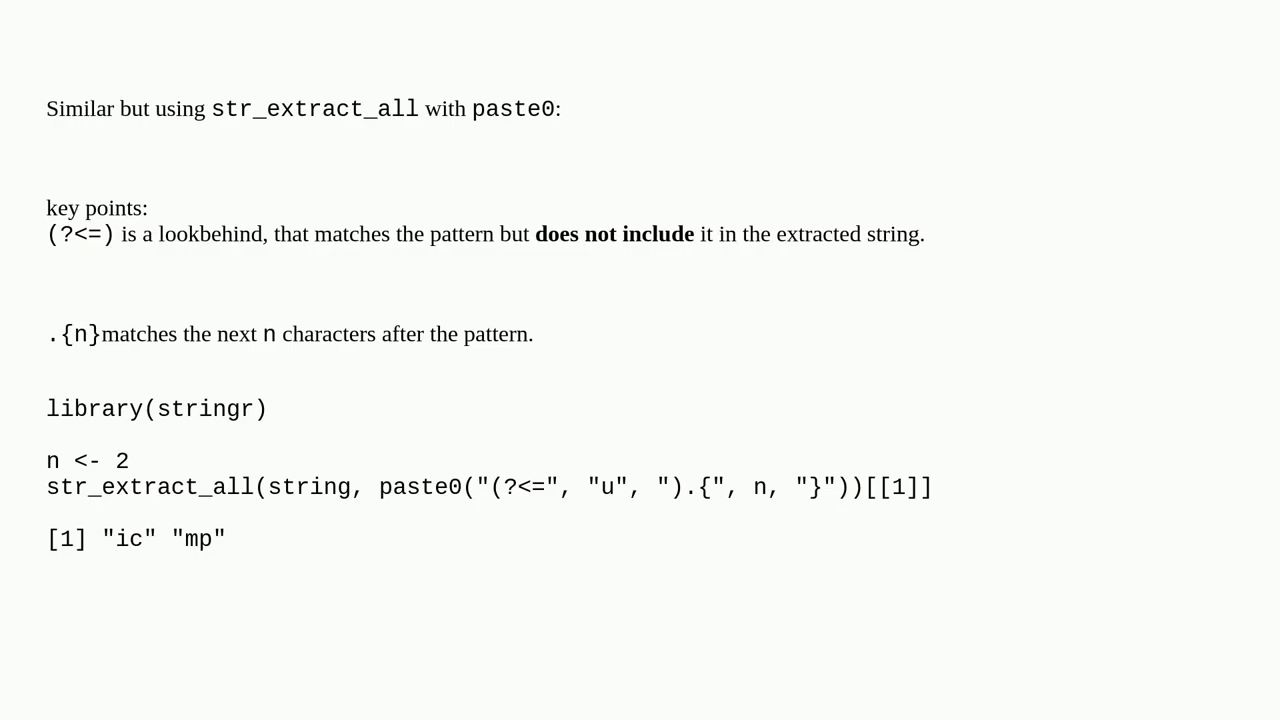 Similar but using str_extract_all with paste0:
key points:
(?<=) is a lookbehind, that matches the pattern but does not include it in the extracted string.
.{n}matches the next n characters after the pattern.
library(stringr)
n <- 2
str_extract_all(string, paste0("(?<=", "u", ").{", n, "}"))[[1]]
[1] "ic" "mp"